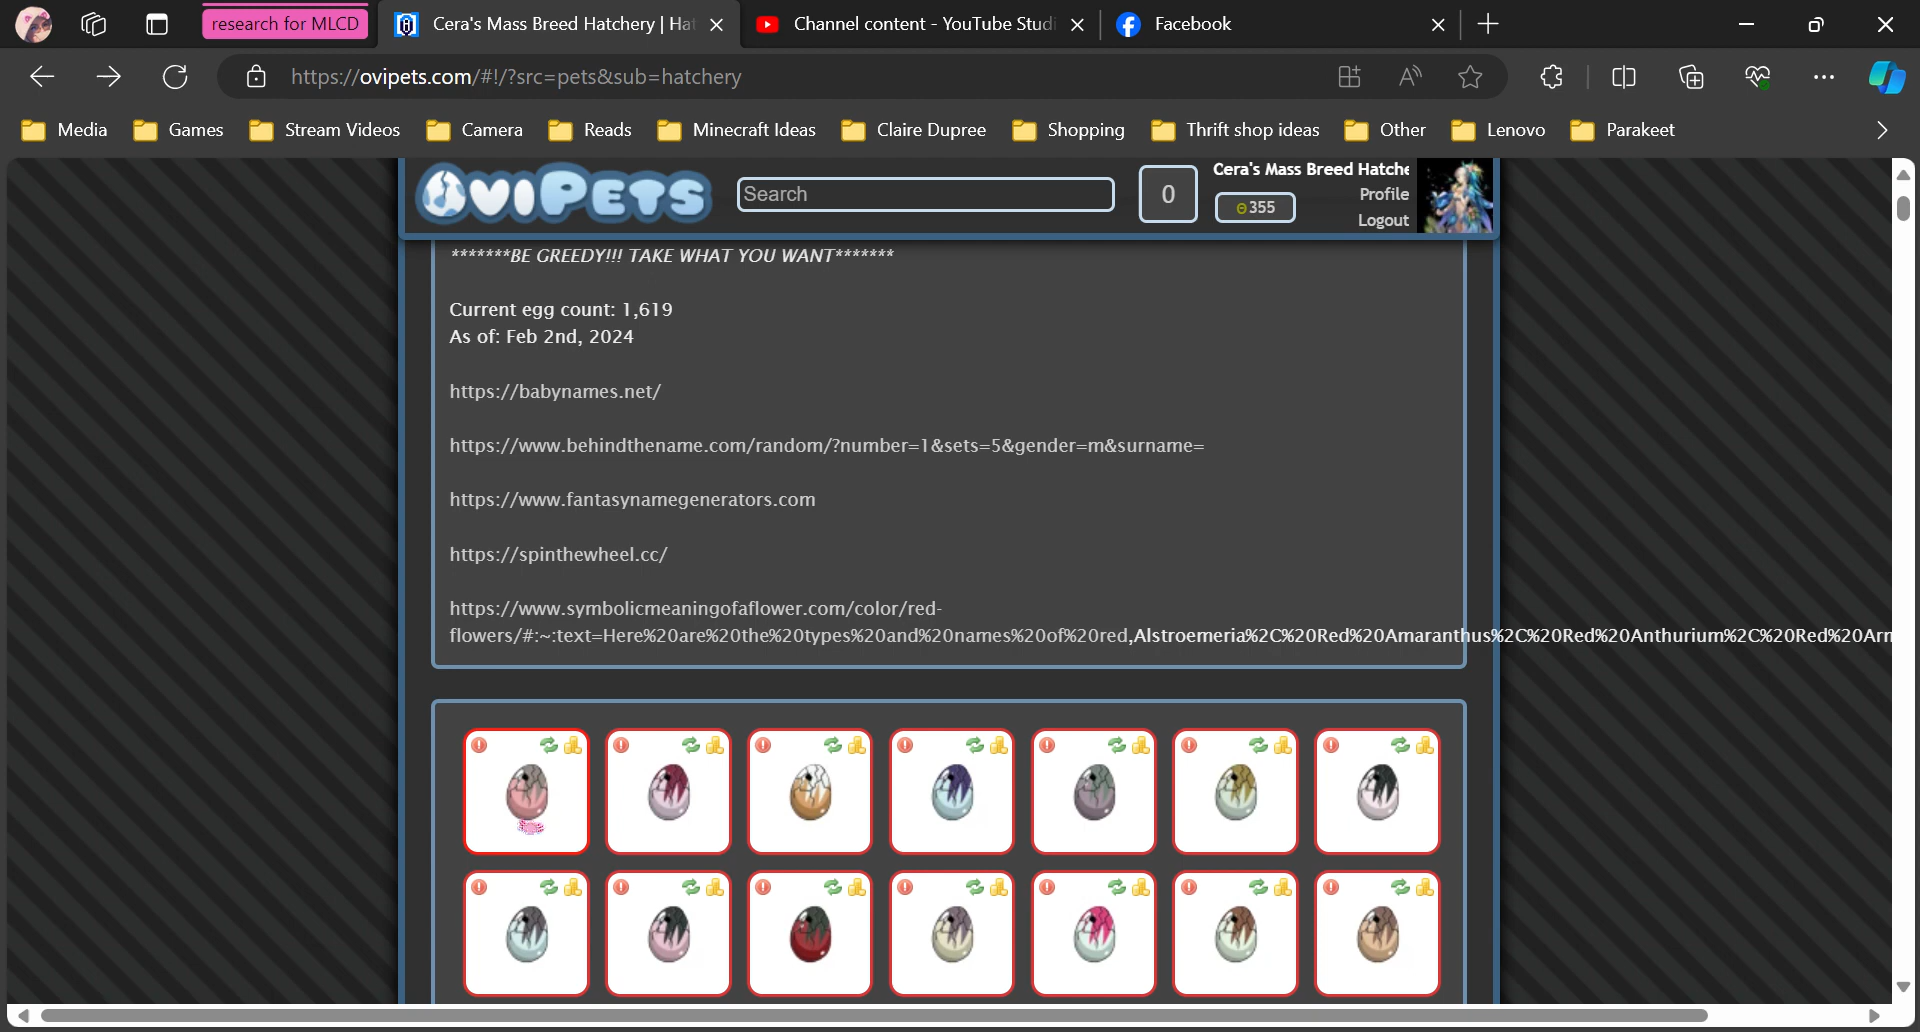 research for MLCD
Cera's Mass Breed Hatchery | Hat
Channel content - YouTube Studi
Facebook
https://ovipets.com/#!/?src=pets&sub=hatchery
Media
Games
Stream Videos
Camera
Reads
Minecraft Ideas
Claire Dupree
Shopping
Thrift shop ideas
Other
Lenovo
Parakeet
OviPets
Search
0
Cera's Mass Breed Hatche
355
Profile
Logout
*******BE GREEDY!!! TAKE WHAT YOU WANT*******
Current egg count: 1,619
As of: Feb 2nd, 2024
https://babynames.net/
https://www.behindthename.com/random/?number=1&sets=5&gender=m&surname=
https://www.fantasynamegenerators.com
https://spinthewheel.cc/
https://www.symbolicmeaningofaflower.com/color/red-
flowers/#:~:text=Here%20are%20the%20types%20and%20names%20of%20red,Alstroemeria%2C%20Red%20Amaranthus%2C%20Red%20Anthurium%2C%20Red%20Arn